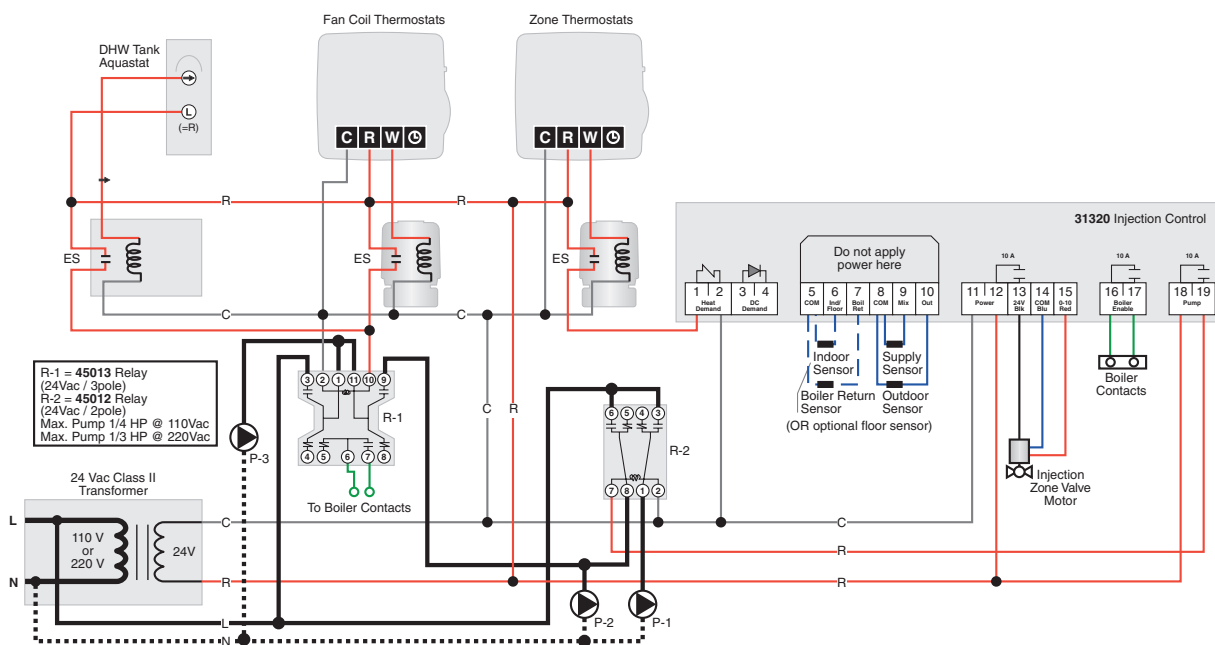 Fan Coil Thermostats
Zone Thermostats
DHW Tank
Aquastat
L
(=R)
C R W
C R W
R
R
ES
ES
ES
C
C
31320 Injection Control
Do not apply
power here
10 A
10 A
10 A
1 2
Heat
Demand
3 4
DC
Demand
5 6 7 8 9 10
COM
Ind/
Floor
Boil
Ret
COM
Mix
Out
11 12 13 14 15
Power
24V
Blk
COM
Blu
0-10
Red
16 17
Boiler
Enable
18 19
Pump
Indoor
Sensor
Supply
Sensor
Boiler Return
Sensor
Outdoor
Sensor
(OR optional floor sensor)
Boiler
Contacts
Injection
Zone Valve
Motor
R-1 = 45013 Relay
(24Vac / 3pole)
R-2 = 45012 Relay
(24Vac / 2pole)
Max. Pump 1/4 HP @ 110Vac
Max. Pump 1/3 HP @ 220Vac
3 2 1 11 10 9
R-1
4 5 6 7 8
To Boiler Contacts
P-3
C
R
6 5 4 3
R-2
7 8 1 2
24 Vac Class II
Transformer
L
N
110 V
or
220 V
24V
C
R
C
R
R
L
N
P-2
P-1